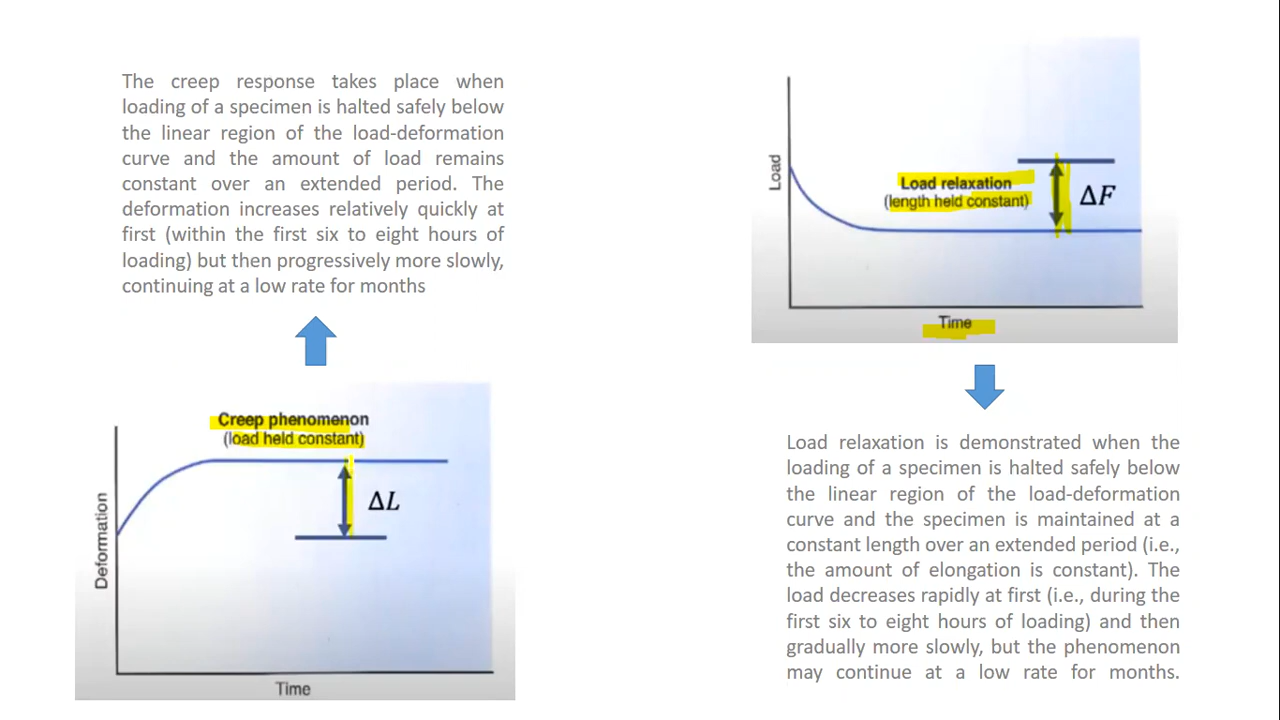 The creep response takes place when
loading of a specimen is halted safely below
the linear region of the load-deformation
curve and the amount of load remains
constant over an extended period. The
deformation increases relatively quickly at
first (within the first six to eight hours of
loading) but then progressively more slowly,
continuing at a low rate for months
Creep phenomenon
(load held constant)
ΔL
Deformation
Time
Load
Load relaxation
(length held constant)
ΔF
Time
Load relaxation is demonstrated when the
loading of a specimen is halted safely below
the linear region of the load-deformation
curve and the specimen is maintained at a
constant length over an extended period (i.e.,
the amount of elongation is constant). The
load decreases rapidly at first (i.e., during the
first six to eight hours of loading) and then
gradually more slowly, but the phenomenon
may continue at a low rate for months.